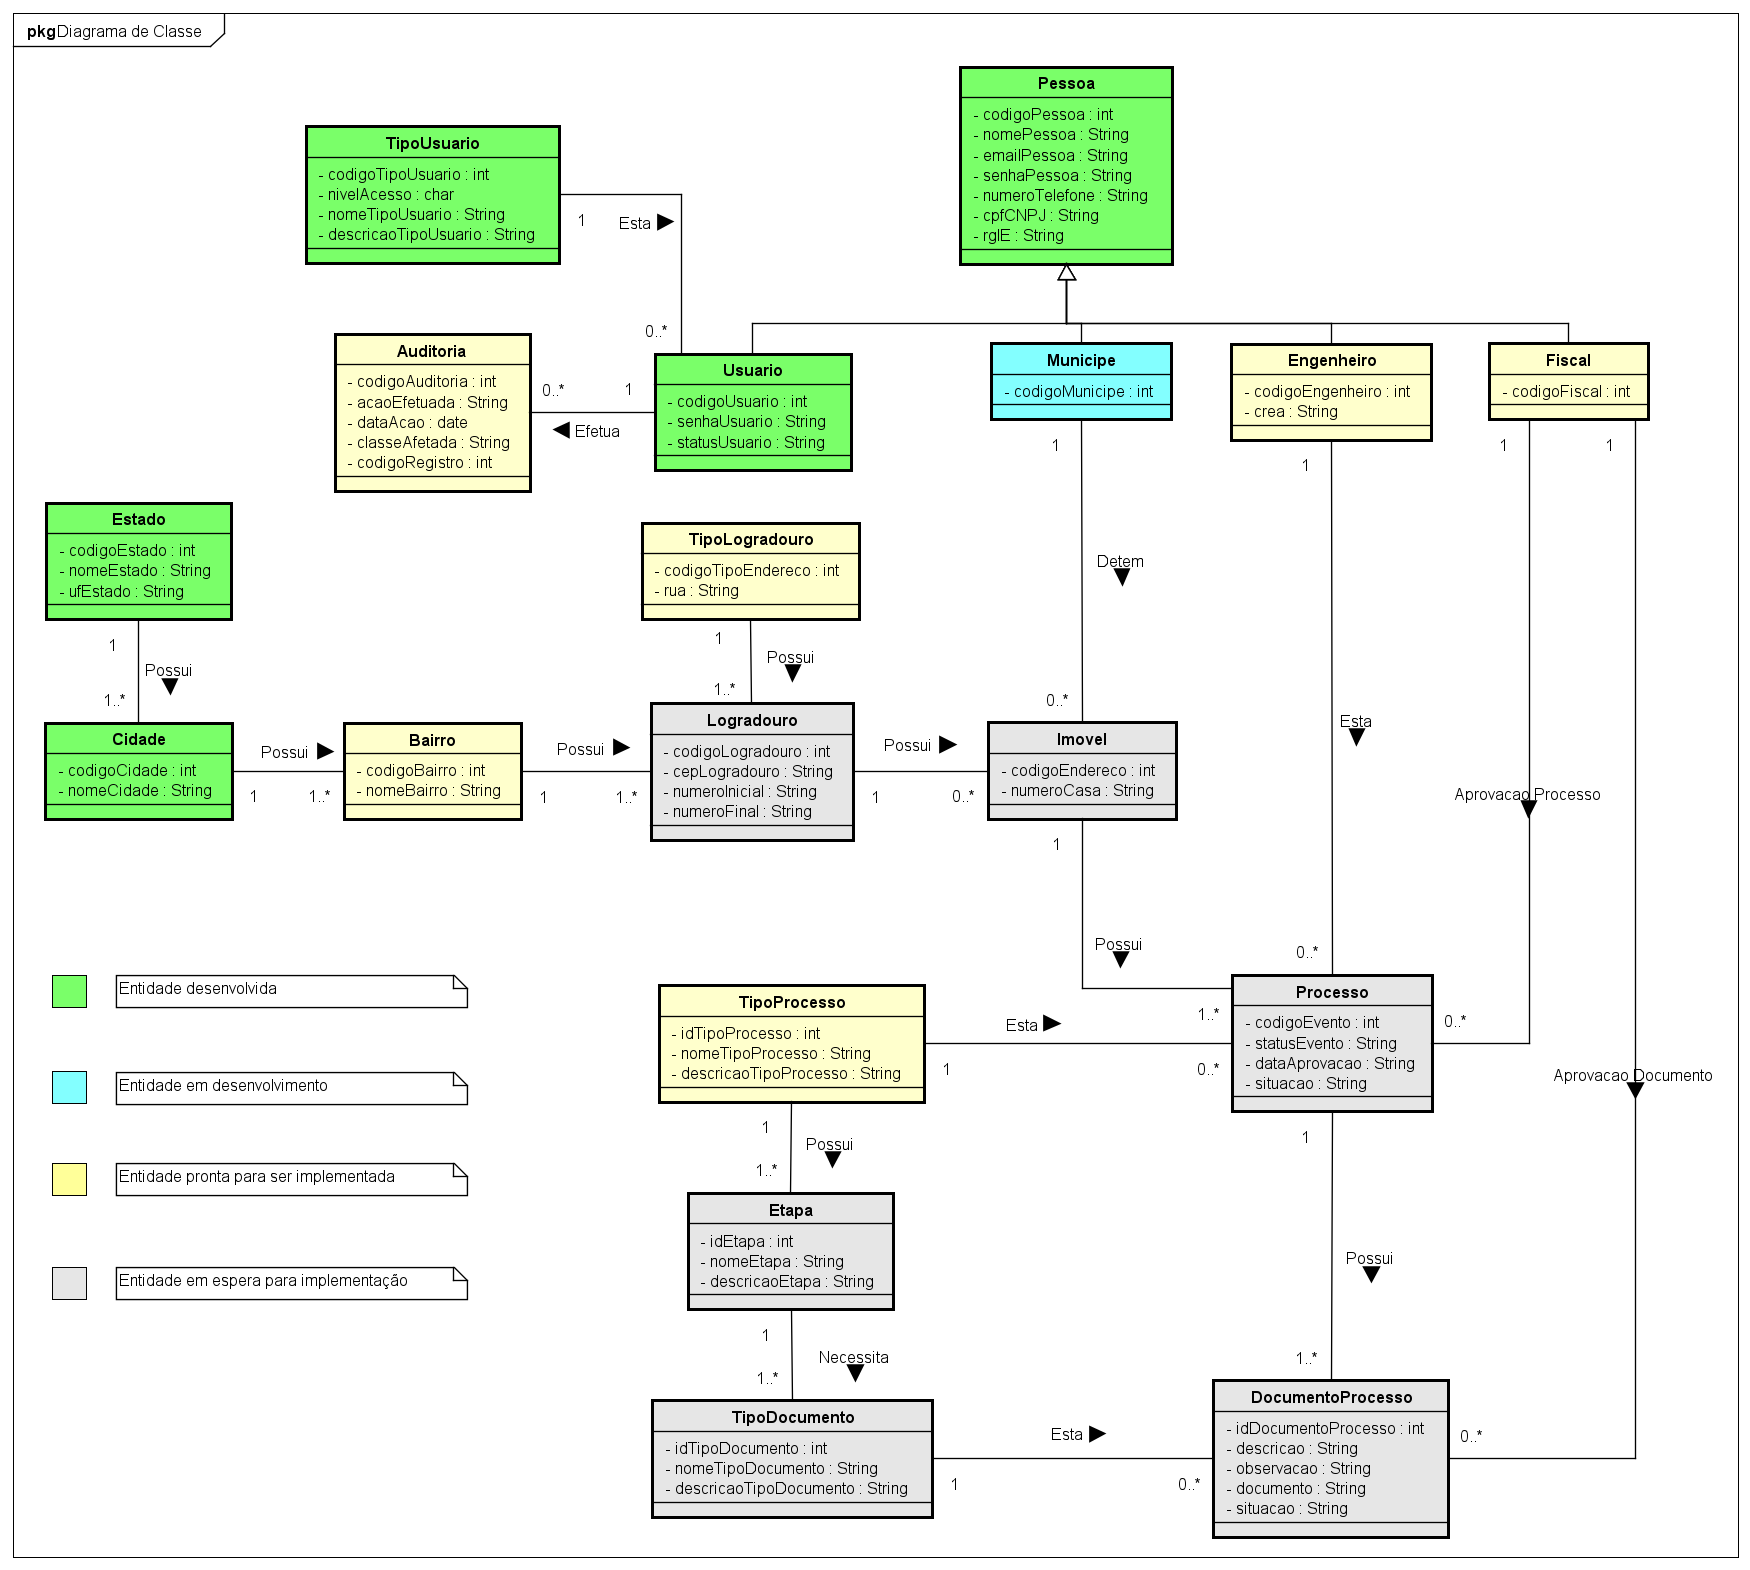 pkg Diagrama de Classe
Pessoa
- codigoPessoa : int
- nomePessoa : String
- emailPessoa : String
- senhaPessoa : String
- numeroTelefone : String
- cpfCNPJ : String
- rgIE : String
TipoUsuario
- codigoTipoUsuario : int
- nivelAcesso : char
- nomeTipoUsuario : String
- descricaoTipoUsuario : String
1
Esta
0..*
Auditoria
- codigoAuditoria : int
- acaoEfetuada : String
- dataAcao : date
- classeAfetada : String
- codigoRegistro : int
0..*
1
Efetua
Usuario
- codigoUsuario : int
- senhaUsuario : String
- statusUsuario : String
Municipe
- codigoMunicipe : int
Engenheiro
- codigoEngenheiro : int
- crea : String
Fiscal
- codigoFiscal : int
1
1
1
1
Estado
- codigoEstado : int
- nomeEstado : String
- ufEstado : String
1
Possui
1..*
TipoLogradouro
- codigoTipoEndereco : int
- rua : String
1
Possui
1..*
Detem
0..*
Esta
Cidade
- codigoCidade : int
- nomeCidade : String
Possui
1
1..*
Bairro
- codigoBairro : int
- nomeBairro : String
Possui
1
1..*
Logradouro
- codigoLogradouro : int
- cepLogradouro : String
- numeroInicial : String
- numeroFinal : String
Possui
1
0..*
Imovel
- codigoEndereco : int
- numeroCasa : String
1
Aprovacao Processo
Possui
0..*
1..*
Entidade desenvolvida
Entidade em desenvolvimento
Entidade pronta para ser implementada
Entidade em espera para implementação
TipoProcesso
- idTipoProcesso : int
- nomeTipoProcesso : String
- descricaoTipoProcesso : String
Esta
1
0..*
Processo
- codigoEvento : int
- statusEvento : String
- dataAprovacao : String
- situacao : String
0..*
Aprovacao Documento
1
Possui
1..*
1
Possui
1..*
Etapa
- idEtapa : int
- nomeEtapa : String
- descricaoEtapa : String
1
Necessita
1..*
TipoDocumento
- idTipoDocumento : int
- nomeTipoDocumento : String
- descricaoTipoDocumento : String
Esta
1
0..*
DocumentoProcesso
- idDocumentoProcesso : int
- descricao : String
- observacao : String
- documento : String
- situacao : String
0..*